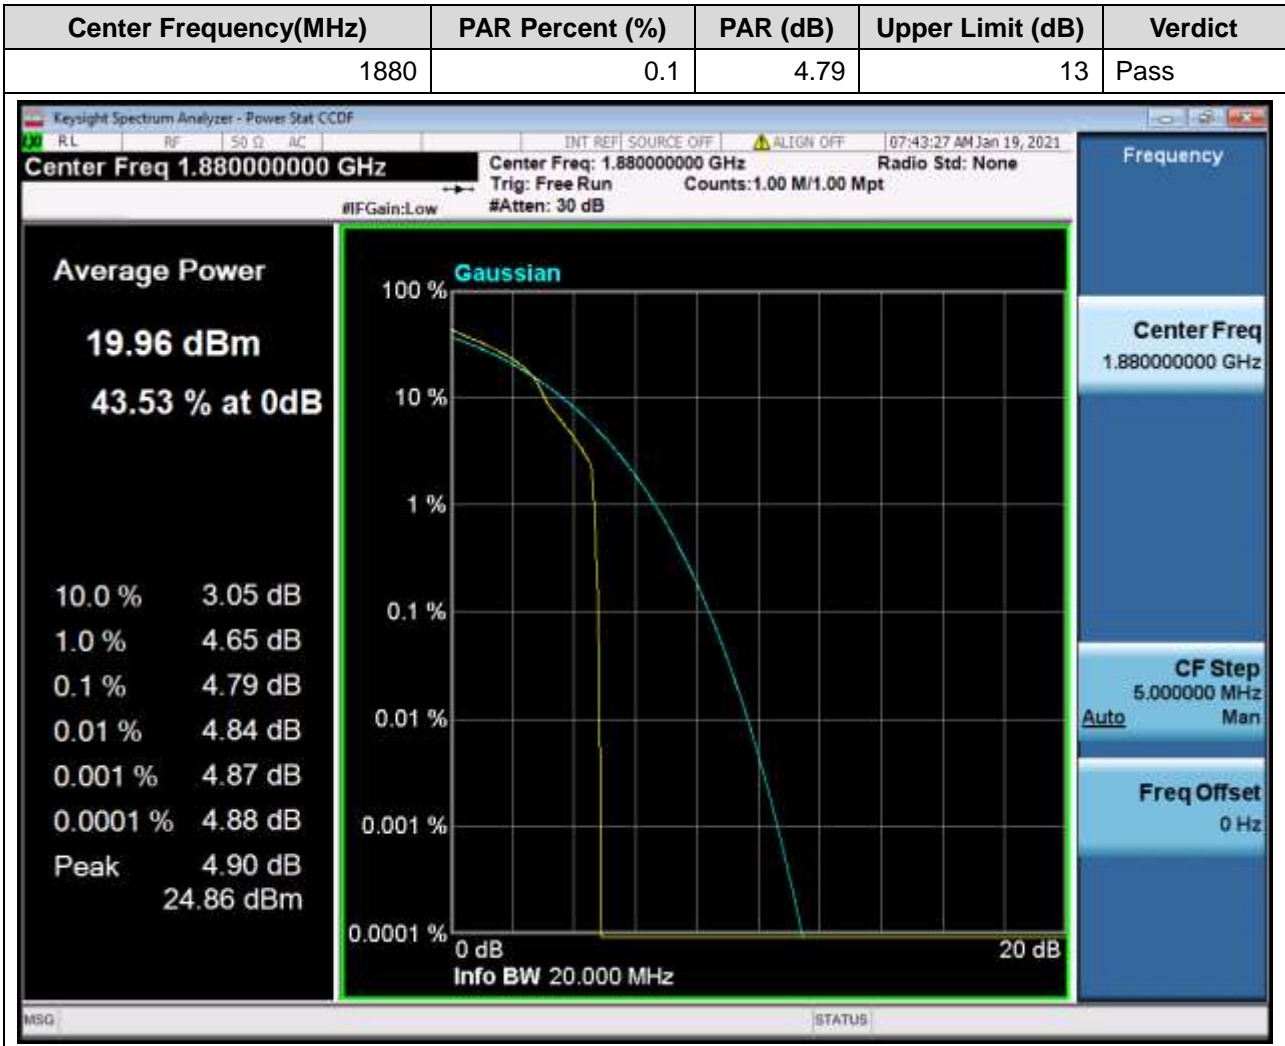 Center Frequency(MHz) PAR Percent (%) PAR (dB) Upper Limit (dB) Verdict
1880 0.1 4.79 13 Pass
Keysight Spectrum Analyzer - Power Stat CCDF
RL RF 50 Ω AC INT REF SOURCE OFF ALIGN OFF 07:43:27 AM Jan 19, 2021
Center Freq 1.880000000 GHz
Center Freq: 1.880000000 GHz Radio Std: None
Trig: Free Run Counts:1.00 M/1.00 Mpt
#IFGain:Low #Atten: 30 dB
Average Power
19.96 dBm
43.53 % at 0dB
10.0 % 3.05 dB
1.0 % 4.65 dB
0.1 % 4.79 dB
0.01 % 4.84 dB
0.001 % 4.87 dB
0.0001 % 4.88 dB
Peak 4.90 dB
24.86 dBm
Gaussian
100 %
10 %
1 %
0.1 %
0.01 %
0.001 %
0.0001 %
0 dB 20 dB
Info BW 20.000 MHz
Frequency
Center Freq
1.880000000 GHz
CF Step
5.000000 MHz
Auto Man
Freq Offset
0 Hz
MSG STATUS